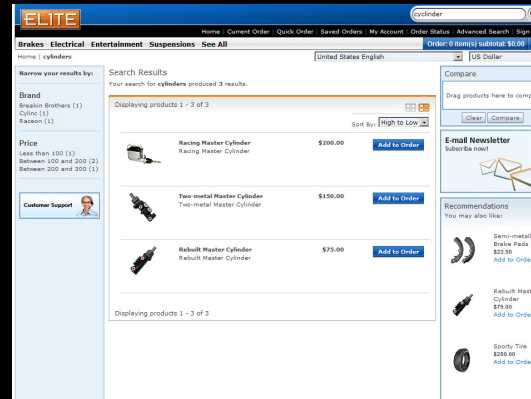 ELITE
cyclinder
Home | Current Order | Quick Order | Saved Orders | My Account | Order Status | Advanced Search | Sign
Brakes Electrical Entertainment Suspensions See All
Order: 0 item(s) subtotal: $0.00
Home | cylinders
United States English
US Dollar
Narrow your results by:
Brand
Breakin Brothers (1)
Cylinc (1)
Raceon (1)
Price
Less than 100 (1)
Between 100 and 200 (2)
Between 200 and 300 (1)
Customer Support
Search Results
Your search for cylinders produced 3 results.
Displaying products 1 - 3 of 3
Sort By: High to Low
Racing Master Cylinder
Racing Master Cylinder
$200.00
Add to Order
Two-metal Master Cylinder
Two-metal Master Cylinder
$150.00
Add to Order
Rebuilt Master Cylinder
Rebuilt Master Cylinder
$75.00
Add to Order
Displaying products 1 - 3 of 3
Compare
Drag products here to comp
Clear Compare
E-mail Newsletter
Subscribe now!
Recommendations
You may also like:
Semi-metall
Brake Pads
$23.50
Add to Orde
Rebuilt Mast
Cylinder
$75.00
Add to Orde
Sporty Tire
$250.00
Add to Orde